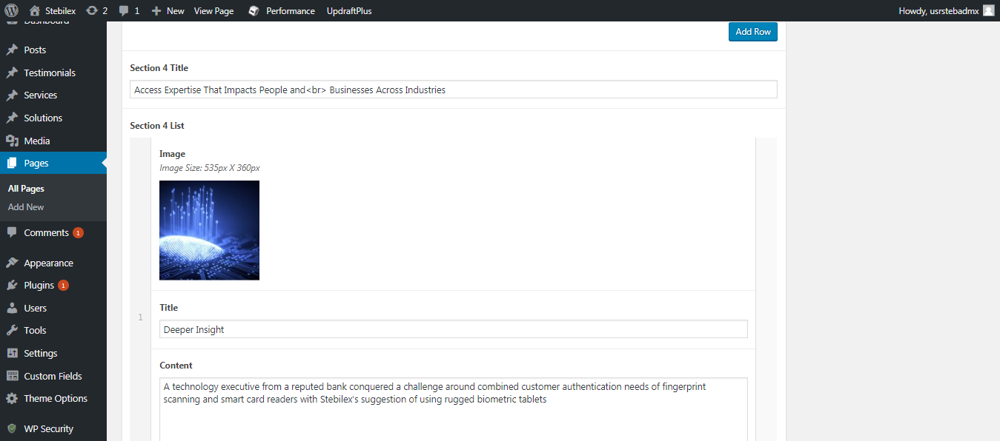 Stebilex 2 1 New View Page Performance UpdraftPlus Howdy, usrstebadmx
Dashboard
Posts
Testimonials
Services
Solutions
Media
Pages
All Pages
Add New
Comments 1
Appearance
Plugins 1
Users
Tools
Settings
Custom Fields
Theme Options
WP Security
Add Row
Section 4 Title
Access Expertise That Impacts People and<br> Businesses Across Industries
Section 4 List
Image
Image Size: 535px X 360px
1
Title
Deeper Insight
Content
A technology executive from a reputed bank conquered a challenge around combined customer authentication needs of fingerprint
scanning and smart card readers with Stebilex's suggestion of using rugged biometric tablets